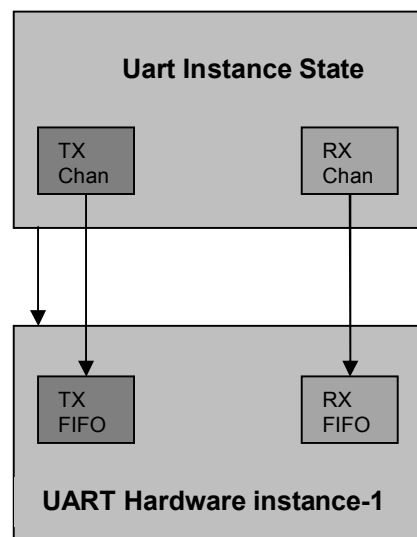 Uart Instance State
TX
Chan
RX
Chan
TX
FIFO
RX
FIFO
UART Hardware instance-1